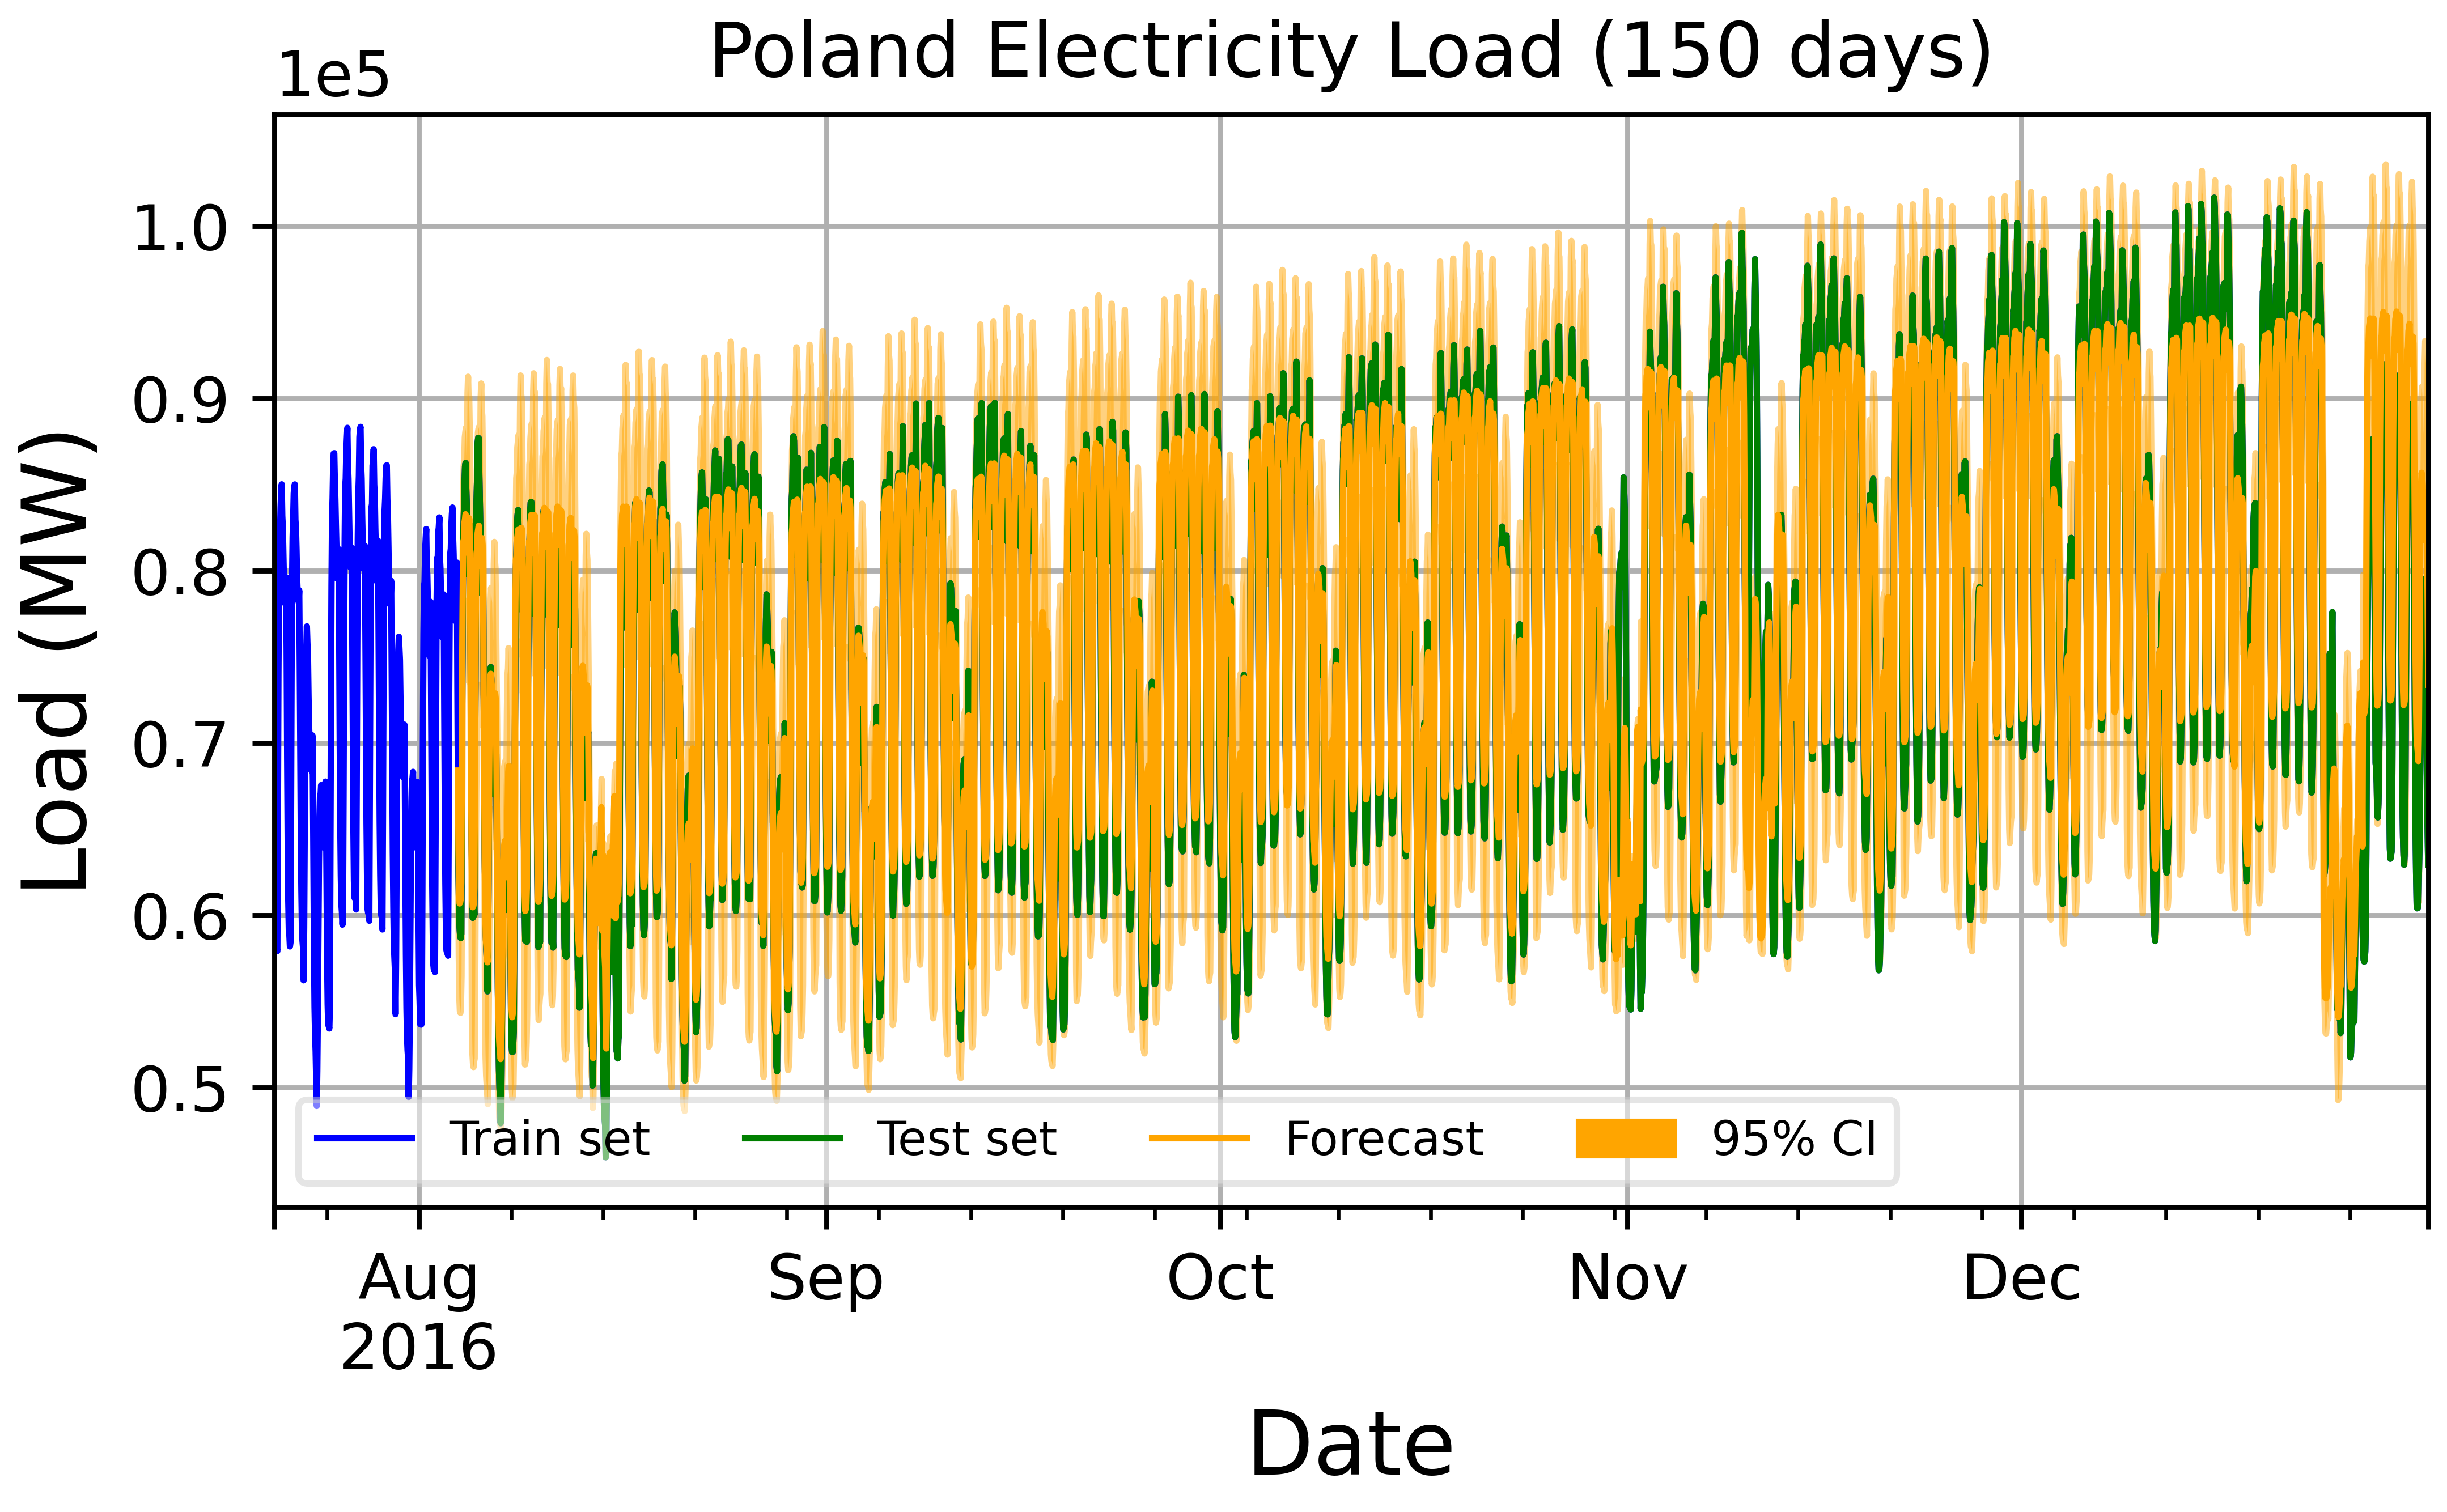 Poland Electricity Load (150 days)
1e5
1.0
0.9
0.8
0.7
0.6
0.5
Load (MW)
Train set
Test set
Forecast
95% CI
Aug
2016
Sep
Oct
Nov
Dec
Date